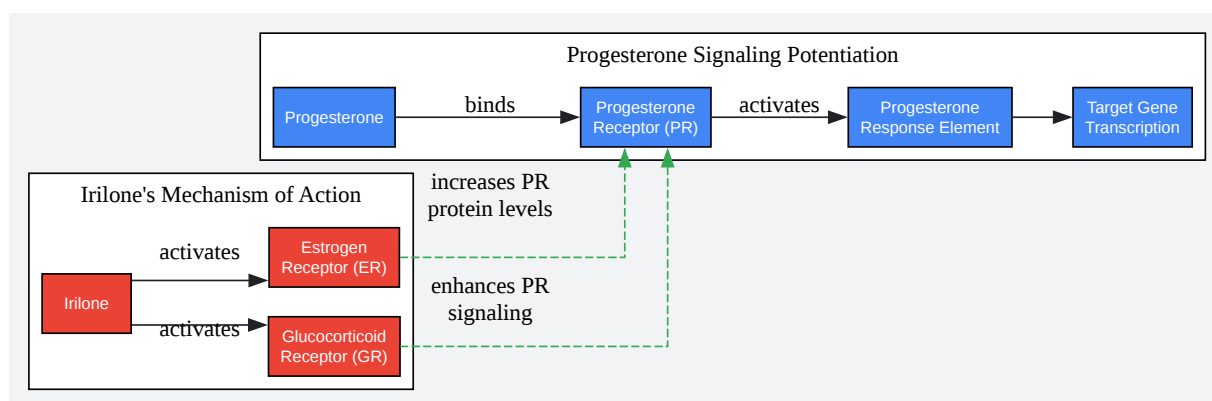 Progesterone Signaling Potentiation
Progesterone
binds
Progesterone
Receptor (PR)
activates
Progesterone
Response Element
Target Gene
Transcription
Irilone's Mechanism of Action
Irilone
activates
Estrogen
Receptor (ER)
activates
Glucocorticoid
Receptor (GR)
increases PR
protein levels
enhances PR
signaling